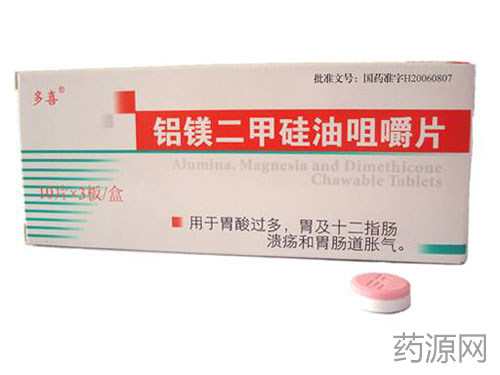 批准文号：国药准字H20060807
多喜®
铝镁二甲硅油咀嚼片
Alumina, Magnesia and Dimethicone
Chawable Tablets
10片×3板/盒
用于胃酸过多，胃及十二指肠
溃疡和胃肠道胀气。
药源网